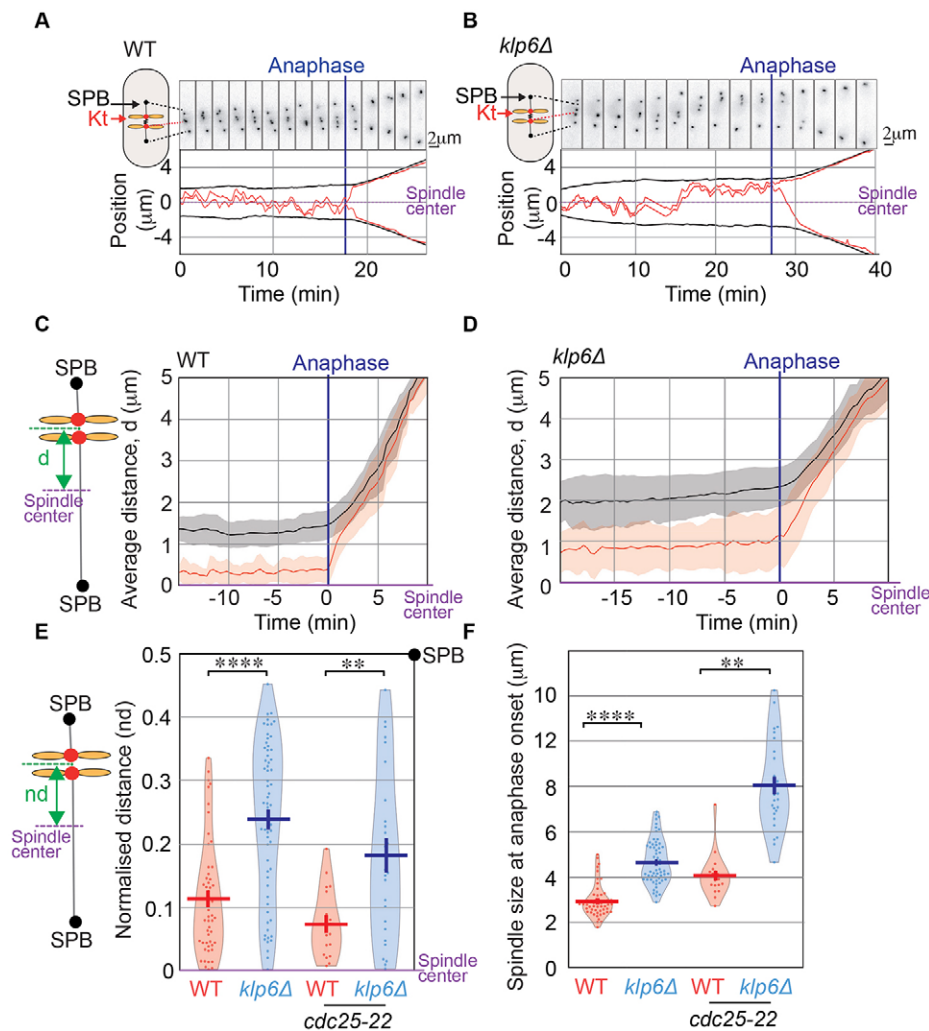 A
WT
SPB
Kt
Anaphase
2μm
Position
(μm)
4
0
-4
Spindle
center
0
10
20
Time (min)
B
klp6Δ
SPB
Kt
Anaphase
2μm
Position
(μm)
4
0
-4
Spindle
center
0
10
20
30
40
Time (min)
C
SPB
d
Spindle
center
SPB
WT
Anaphase
Average distance, d (μm)
5
4
3
2
1
0
-10
-5
0
5
Time (min)
Spindle
center
D
klp6Δ
Anaphase
Average distance, d (μm)
5
4
3
2
1
0
-15
-10
-5
0
5
Time (min)
Spindle
center
E
SPB
nd
Spindle
center
SPB
Normalised distance (nd)
0.5
0.4
0.3
0.2
0.1
0
****
**
SPB
Spindle
center
WT
klp6Δ
WT
klp6Δ
cdc25-22
F
Spindle size at anaphase onset (μm)
10
12
8
6
4
2
0
****
**
WT
klp6Δ
WT
klp6Δ
cdc25-22